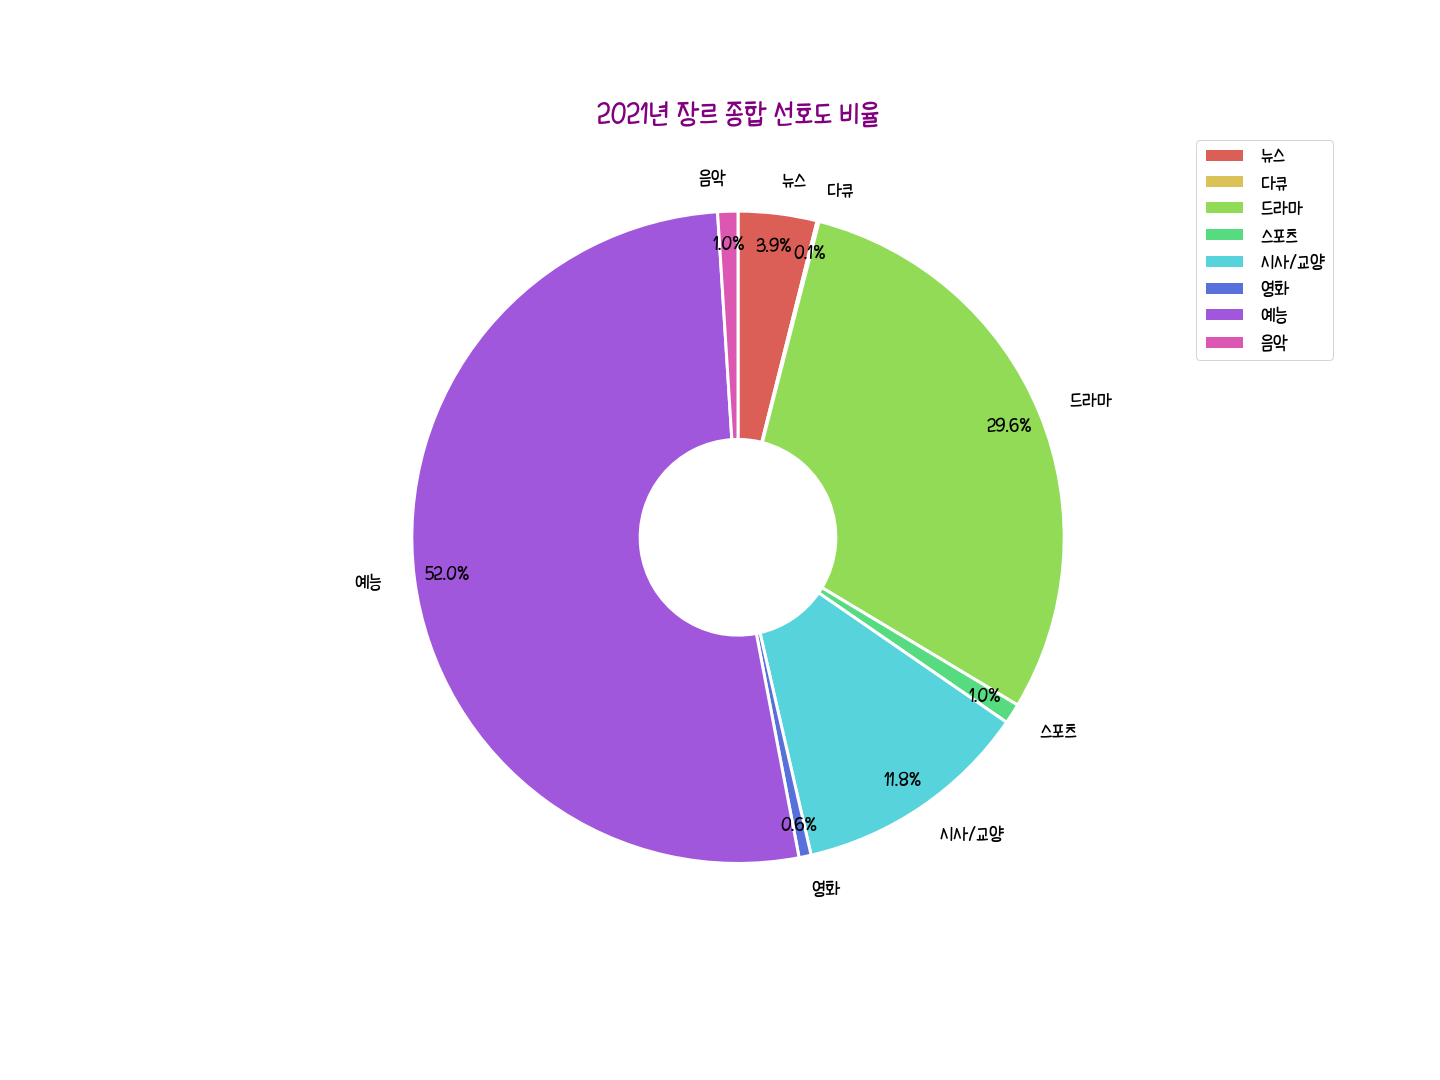 2021년 장르 종합 선호도 비율
음악
뉴스
다큐
1.0%
3.9%
0.1%
드라마
29.6%
예능
52.0%
1.0%
스포츠
11.8%
시사/교양
0.6%
영화
뉴스
다큐
드라마
스포츠
시사/교양
영화
예능
음악